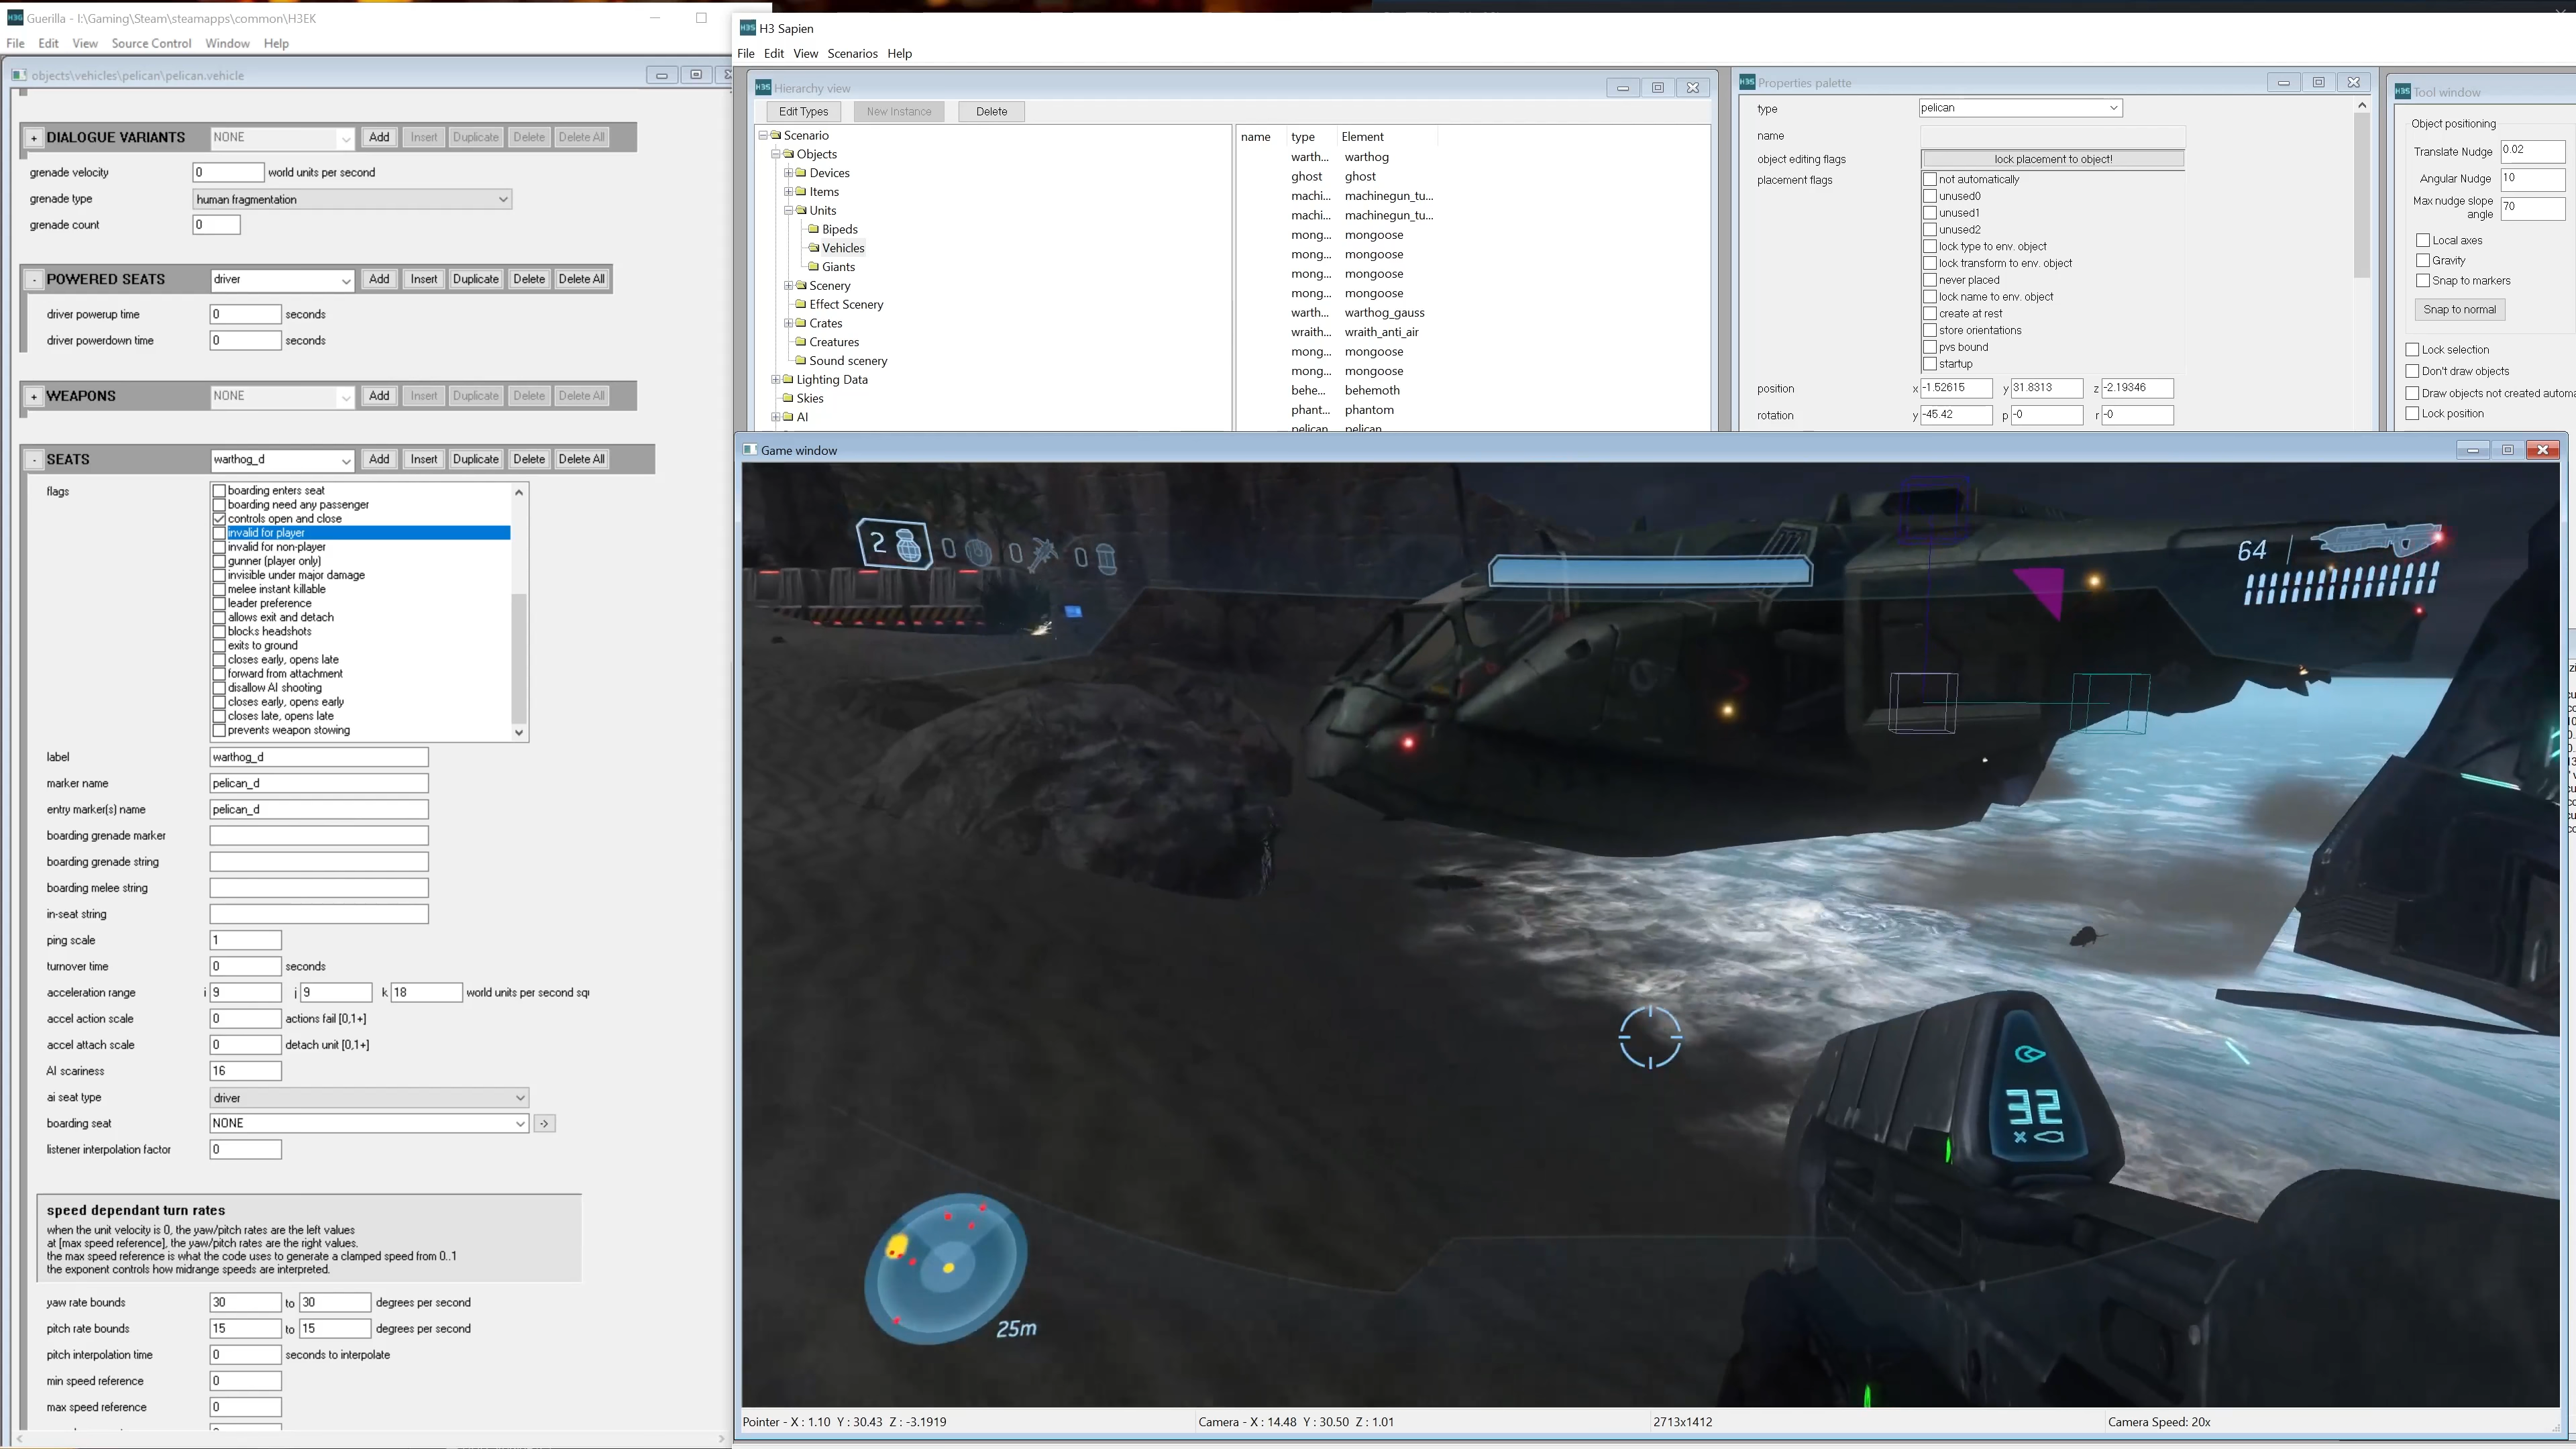 Guerilla - I:\Gaming\Steam\steamapps\common\H3EK
File Edit View Source Control Window Help
objects\vehicles\pelican\pelican.vehicle
+ DIALOGUE VARIANTS NONE Add Insert Duplicate Delete Delete All
grenade velocity 0 world units per second
grenade type human fragmentation
grenade count 0
- POWERED SEATS driver Add Insert Duplicate Delete Delete All
driver powerup time 0 seconds
driver powerdown time 0 seconds
+ WEAPONS NONE Add Insert Duplicate Delete Delete All
- SEATS warthog_d Add Insert Duplicate Delete Delete All
flags
boarding enters seat
boarding need any passenger
controls open and close
invalid for player
invalid for non-player
gunner (player only)
invisible under major damage
melee instant killable
leader preference
allows exit and detach
blocks headshots
exits to ground
closes early, opens late
forward from attachment
disallow AI shooting
closes early, opens early
closes late, opens late
prevents weapon stowing
label warthog_d
marker name pelican_d
entry marker(s) name pelican_d
boarding grenade marker
boarding grenade string
boarding melee string
in-seat string
ping scale 1
turnover time 0 seconds
acceleration range i 9 j 9 k 18 world units per second squ
accel action scale 0 actions fail [0,1+]
accel attach scale 0 detach unit [0,1+]
AI scariness 16
ai seat type driver
boarding seat NONE ->
listener interpolation factor 0
speed dependant turn rates
when the unit velocity is 0, the yaw/pitch rates are the left values
at [max speed reference], the yaw/pitch rates are the right values.
the max speed reference is what the code uses to generate a clamped speed from 0..1
the exponent controls how midrange speeds are interpreted.
yaw rate bounds 30 to 30 degrees per second
pitch rate bounds 15 to 15 degrees per second
pitch interpolation time 0 seconds to interpolate
min speed reference 0
max speed reference 0
H3S H3 Sapien
File Edit View Scenarios Help
H3S Hierarchy view
Edit Types New Instance Delete
Scenario
Objects
Devices
Items
Units
Bipeds
Vehicles
Giants
Scenery
Effect Scenery
Crates
Creatures
Sound scenery
Lighting Data
Skies
AI
name type Element
warth... warthog
ghost ghost
machi... machinegun_tu...
machi... machinegun_tu...
mong... mongoose
mong... mongoose
mong... mongoose
mong... mongoose
warth... warthog_gauss
wraith... wraith_anti_air
mong... mongoose
mong... mongoose
behe... behemoth
phant... phantom
pelican pelican
H3S Properties palette
type pelican
name
object editing flags lock placement to object!
placement flags not automatically
unused0
unused1
unused2
lock type to env. object
lock transform to env. object
never placed
lock name to env. object
create at rest
store orientations
pvs bound
startup
position x -1.52615 y 31.8313 z -2.19346
rotation y -45.42 p -0 r -0
H3S Tool window
Object positioning
Translate Nudge 0.02
Angular Nudge 10
Max nudge slope angle 70
Local axes
Gravity
Snap to markers
Snap to normal
Lock selection
Don't draw objects
Draw objects not created automa
Lock position
Game window
2 0 0 0
64
32
25m
Pointer - X : 1.10 Y : 30.43 Z : -3.1919 Camera - X : 14.48 Y : 30.50 Z : 1.01 2713x1412 Camera Speed: 20x